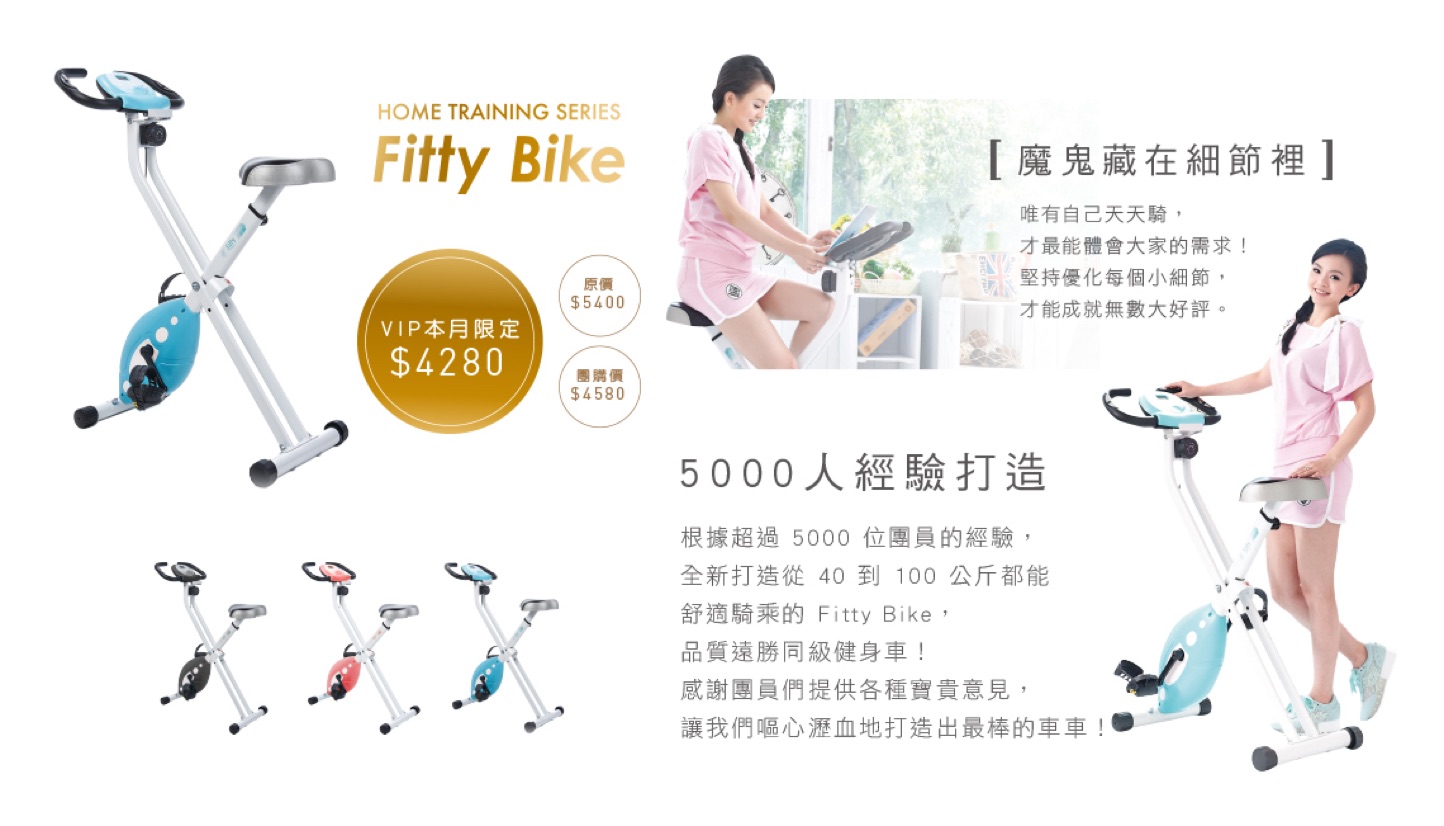 HOME TRAINING SERIES
Fitty Bike
VIP本月限定
$4280
原價
$5400
團購價
$4580
[ 魔鬼藏在細節裡 ]
唯有自己天天騎，
才最能體會大家的需求！
堅持優化每個小細節，
才能成就無數大好評。
5000人經驗打造
根據超過 5000 位團員的經驗，
全新打造從 40 到 100 公斤都能
舒適騎乘的 Fitty Bike，
品質遠勝同級健身車！
感謝團員們提供各種寶貴意見，
讓我們嘔心瀝血地打造出最棒的車車！